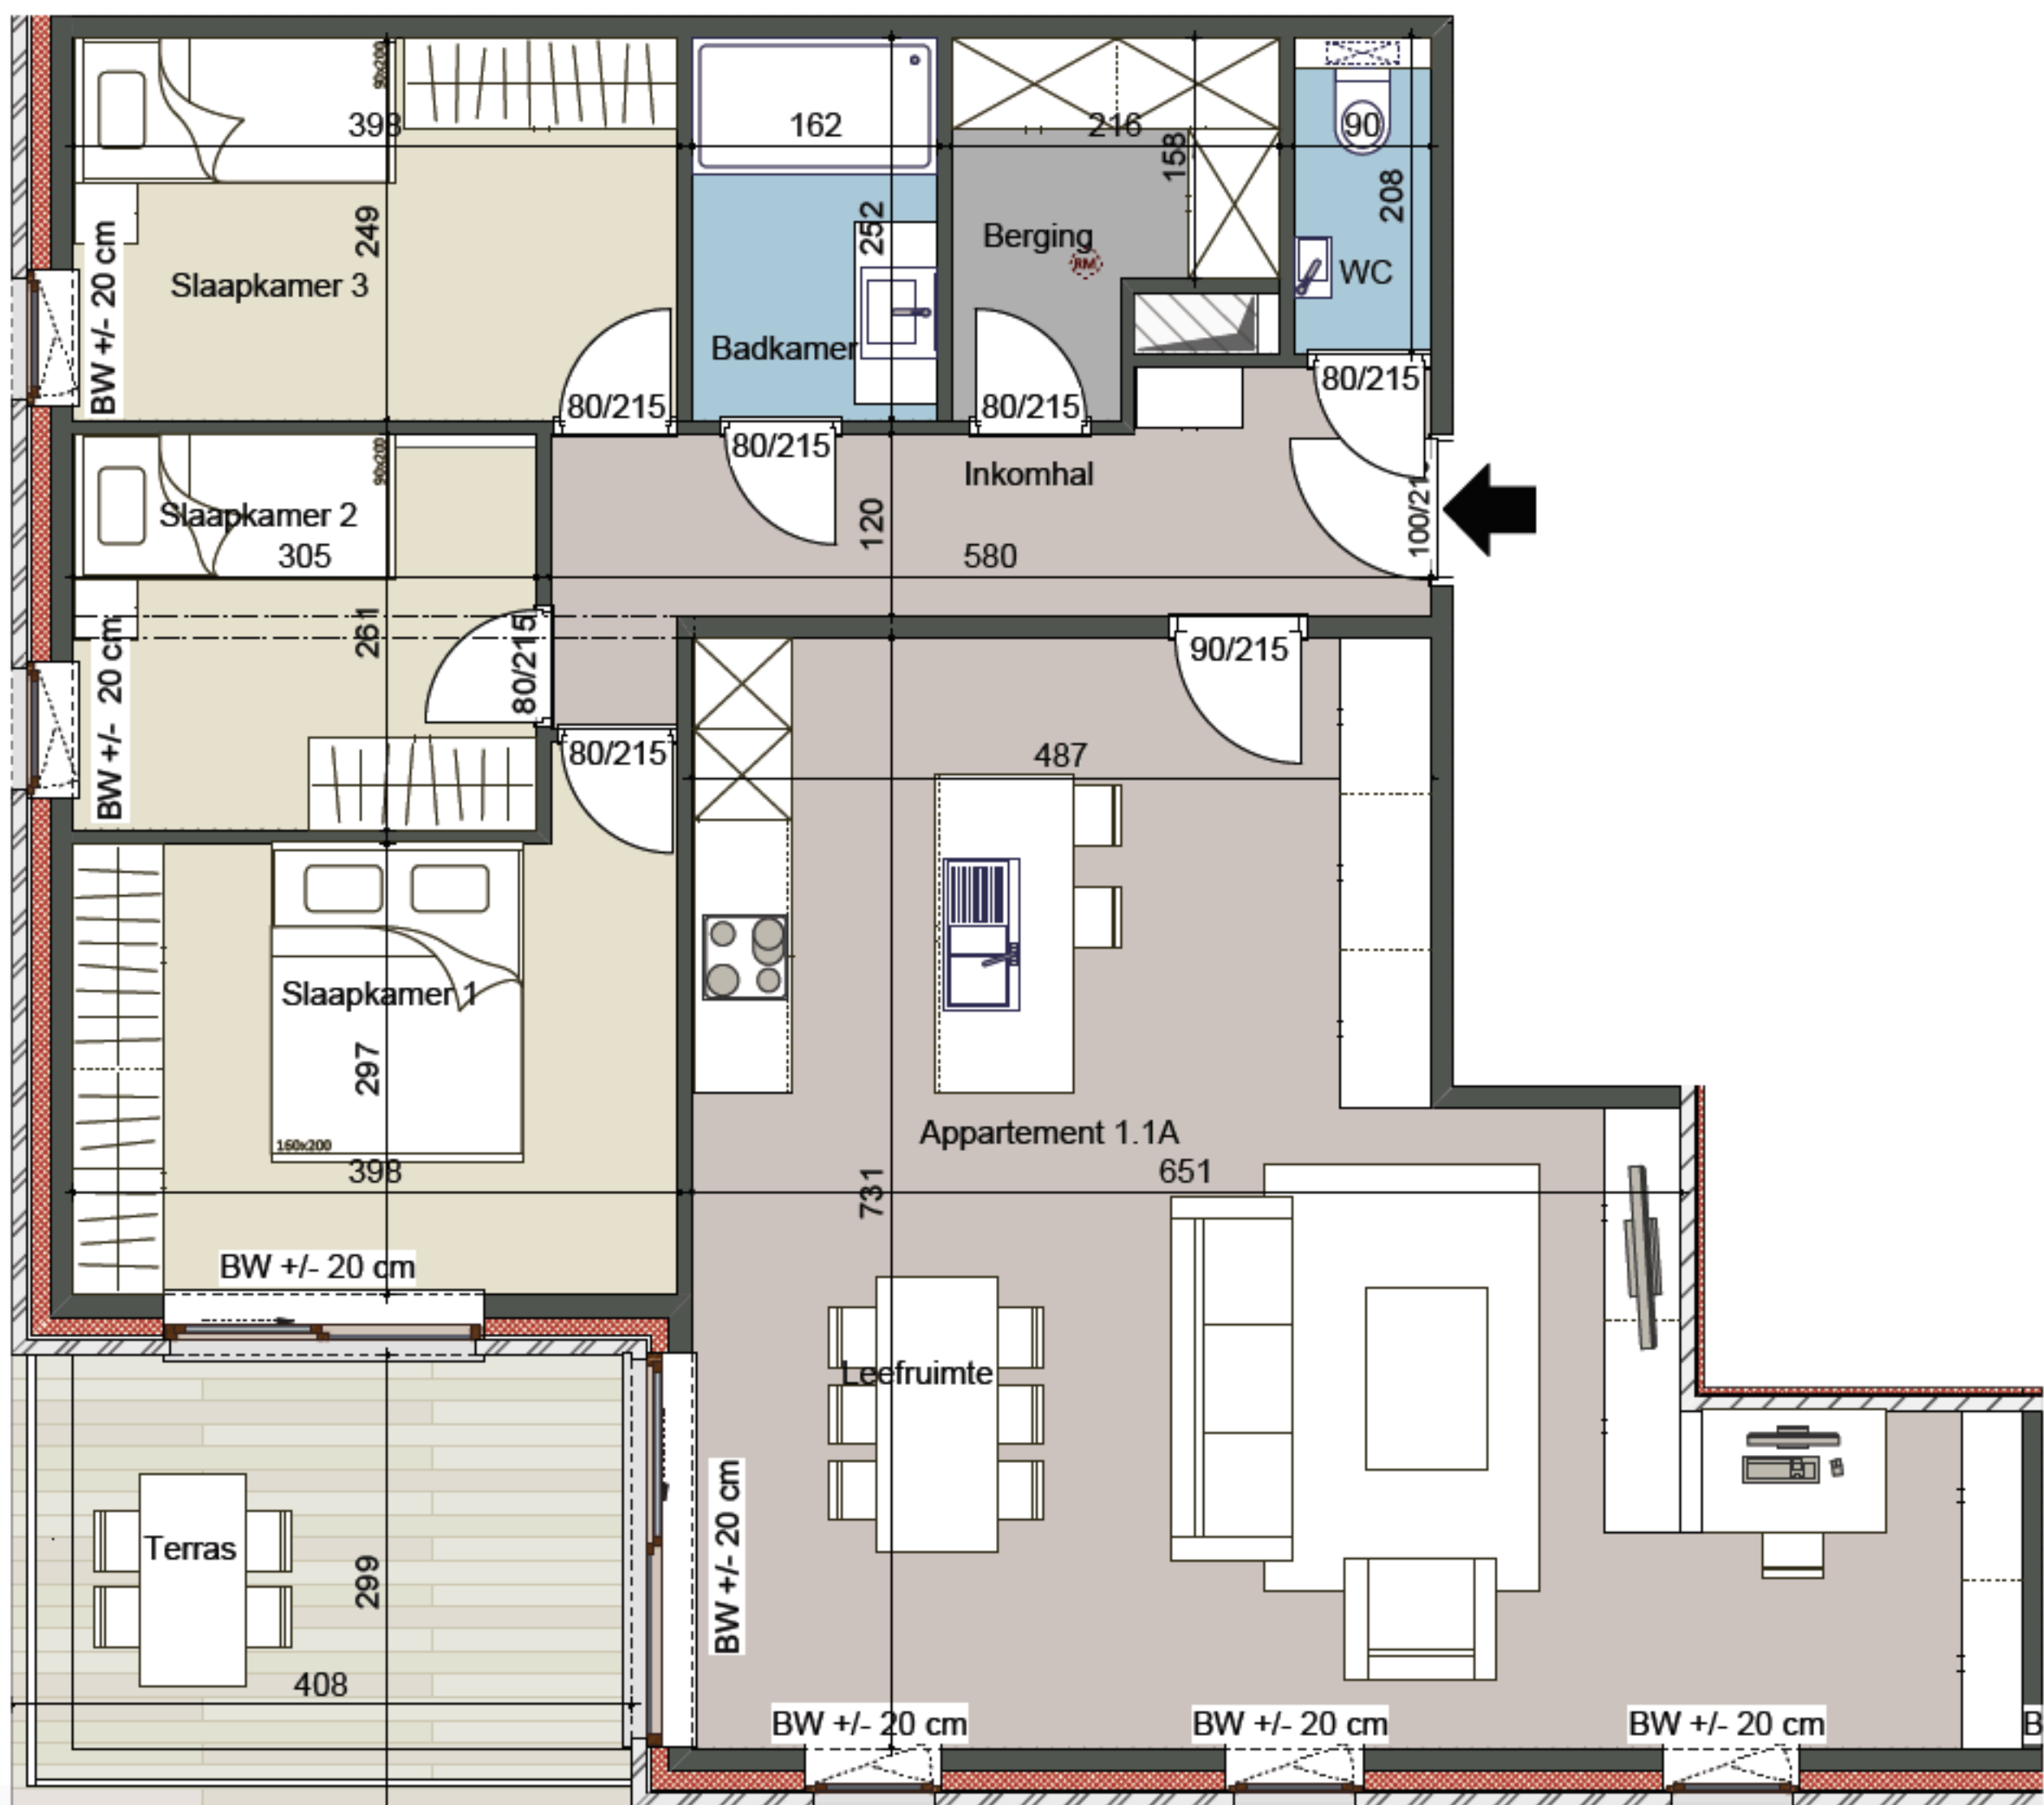 90x200
398
162
216
90
158
208
249
252
Berging
RM
WC
Slaapkamer 3
BW +/- 20 cm
Badkamer
80/215
80/215
80/215
80/215
90x200
Inkomhal
Slaapkamer 2
305
120
580
261
80/215
90/215
BW +/- 20 cm
80/215
487
Slaapkamer 1
297
160x200
398
Appartement 1.1A
651
731
BW +/- 20 cm
Leefruimte
Terras
299
BW +/- 20 cm
408
BW +/- 20 cm
BW +/- 20 cm
BW +/- 20 cm